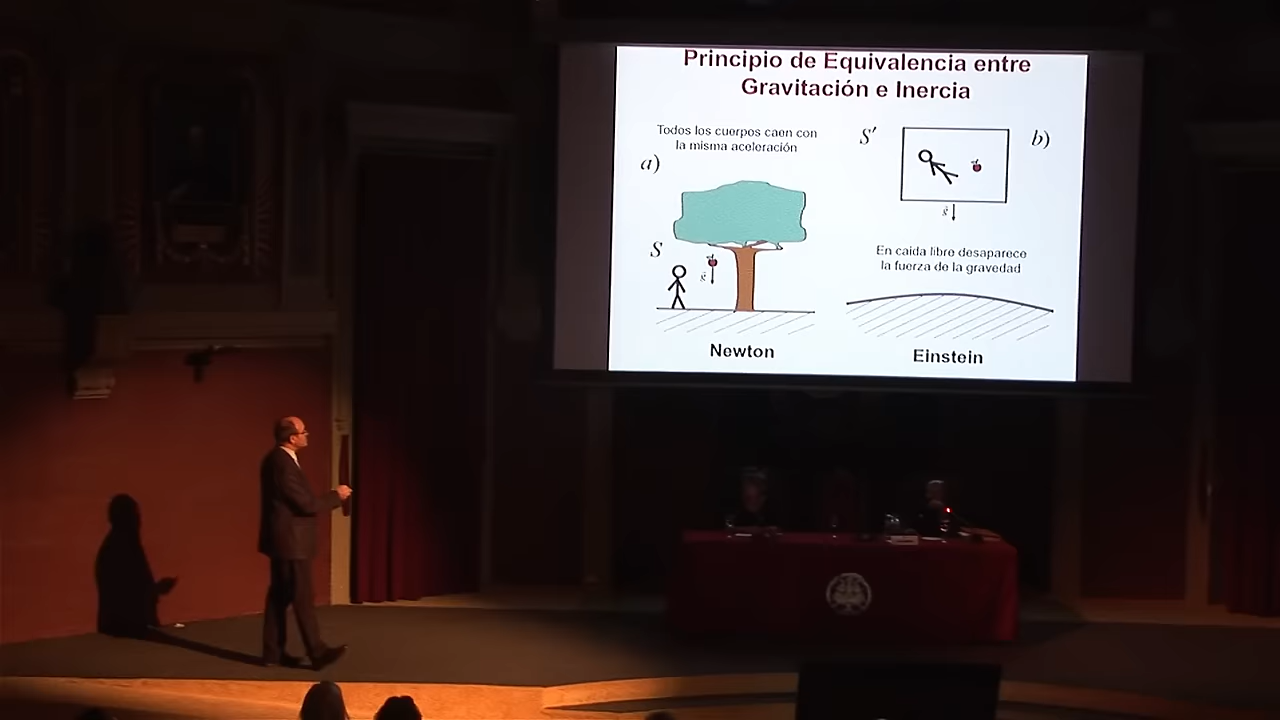 Principio de Equivalencia entre
Gravitación e Inercia
Todos los cuerpos caen con
la misma aceleración
a)
S
g
Newton
S'
b)
g
En caida libre desaparece
la fuerza de la gravedad
Einstein